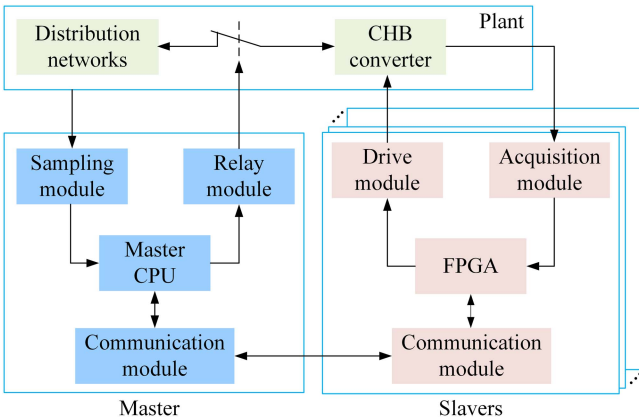 Plant
Distribution
networks
CHB
converter
Sampling
module
Relay
module
Drive
module
Acquisition
module
Master
CPU
FPGA
Communication
module
Communication
module
Master
Slavers